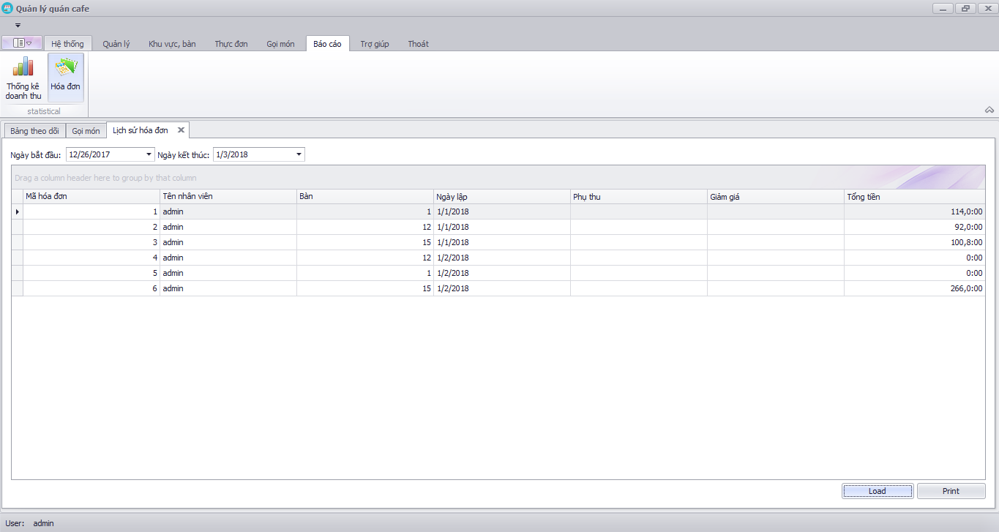 Quản lý quán cafe
Hệ thống Quản lý Khu vực, bàn Thực đơn Gọi món Báo cáo Trợ giúp Thoát
Thống kê doanh thu Hóa đơn
statistical
Bảng theo dõi Gọi món Lịch sử hóa đơn
Ngày bắt đầu: 12/26/2017 Ngày kết thúc: 1/3/2018
Drag a column header here to group by that column
Mã hóa đơn Tên nhân viên Bàn Ngày lập Phụ thu Giảm giá Tổng tiền
1 admin 1 1/1/2018 114,0:00
2 admin 12 1/1/2018 92,0:00
3 admin 15 1/1/2018 100,8:00
4 admin 12 1/2/2018 0:00
5 admin 1 1/2/2018 0:00
6 admin 15 1/2/2018 266,0:00
Load Print
User: admin